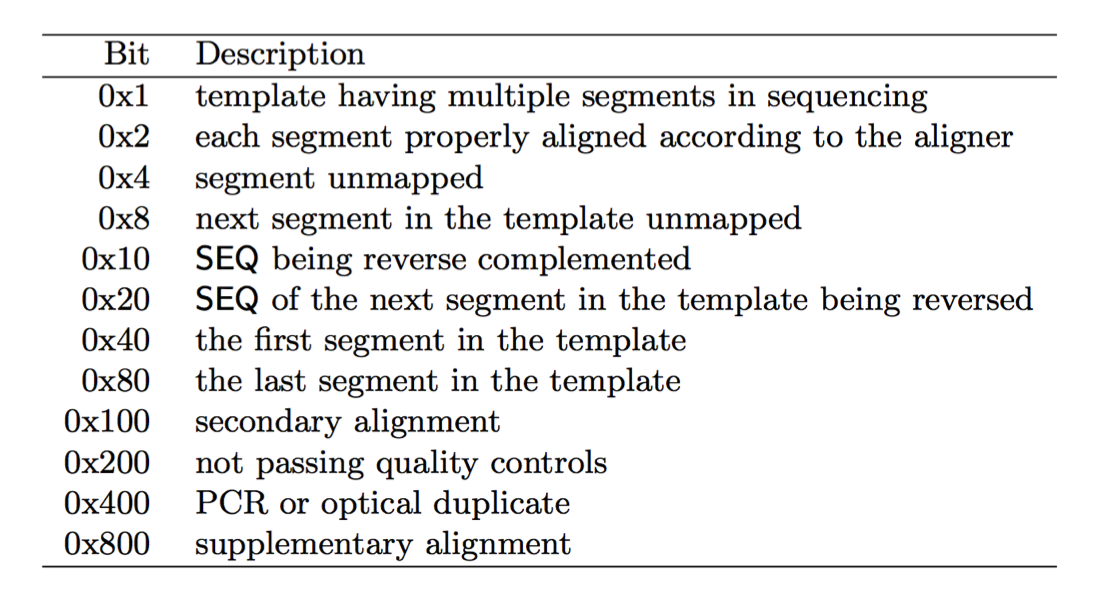 Bit Description
0x1 template having multiple segments in sequencing
0x2 each segment properly aligned according to the aligner
0x4 segment unmapped
0x8 next segment in the template unmapped
0x10 SEQ being reverse complemented
0x20 SEQ of the next segment in the template being reversed
0x40 the first segment in the template
0x80 the last segment in the template
0x100 secondary alignment
0x200 not passing quality controls
0x400 PCR or optical duplicate
0x800 supplementary alignment